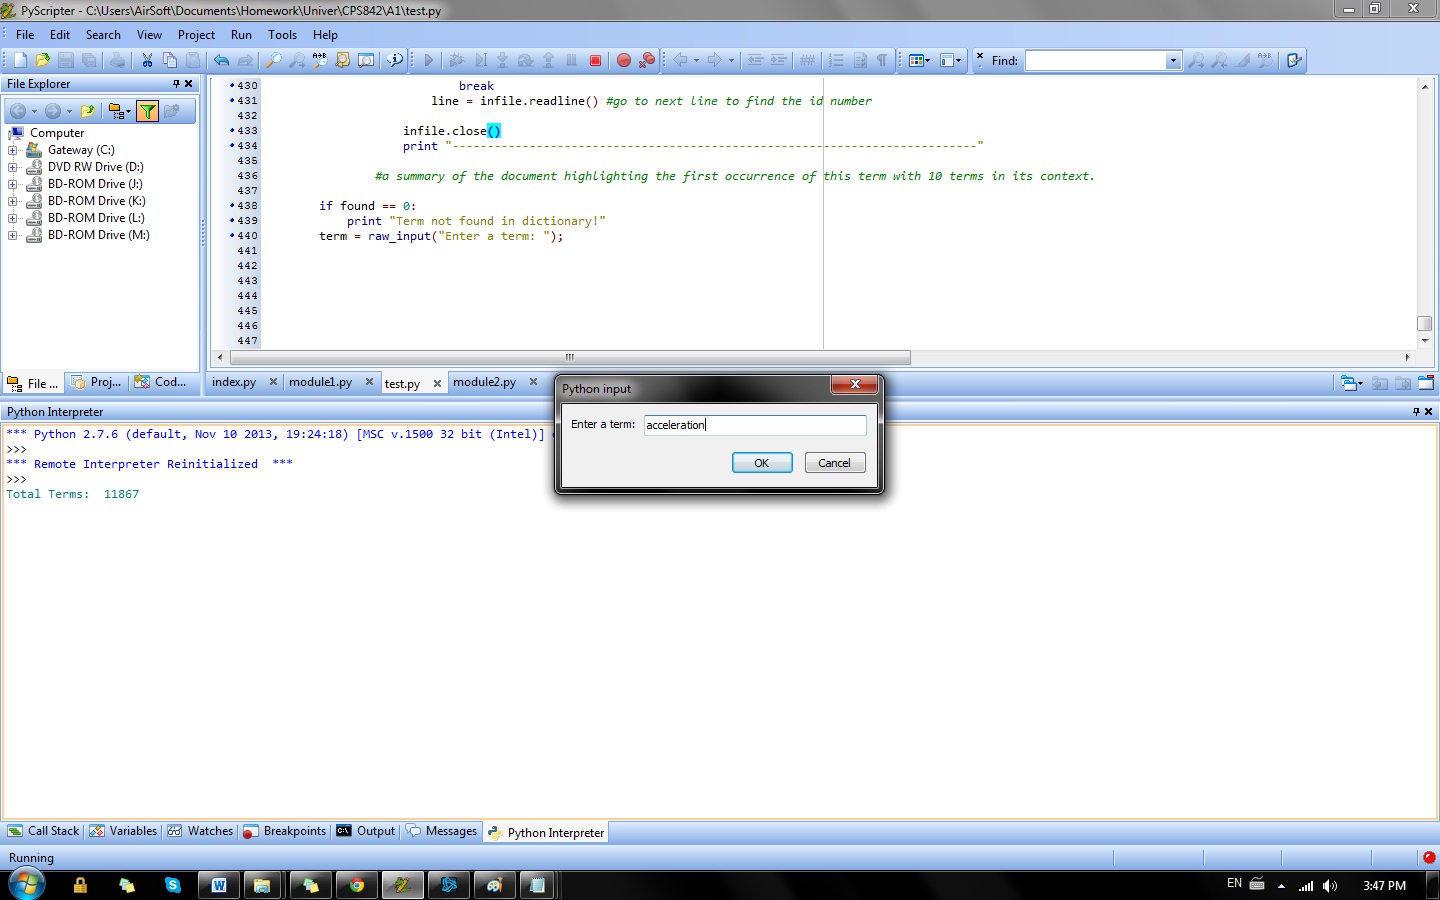 PyScripter - C:\Users\AirSoft\Documents\Homework\Univer\CPS842\A1\test.py
File Edit Search View Project Run Tools Help
Find:
File Explorer
Computer
Gateway (C:)
DVD RW Drive (D:)
BD-ROM Drive (J:)
BD-ROM Drive (K:)
BD-ROM Drive (L:)
BD-ROM Drive (M:)
File ... Proj... Cod...
430 break
431 line = infile.readline() #go to next line to find the id number
432
433 infile.close()
434 print "---------------------------------------------------------------------------"
435
436 #a summary of the document highlighting the first occurrence of this term with 10 terms in its context.
437
438 if found == 0:
439 print "Term not found in dictionary!"
440 term = raw_input("Enter a term: ");
441
442
443
444
445
446
447
index.py module1.py test.py module2.py
Python Interpreter
*** Python 2.7.6 (default, Nov 10 2013, 19:24:18) [MSC v.1500 32 bit (Intel)]
>>>
*** Remote Interpreter Reinitialized ***
>>>
Total Terms: 11867
Python input
Enter a term: acceleration
OK Cancel
Call Stack Variables Watches Breakpoints Output Messages Python Interpreter
Running
EN 3:47 PM